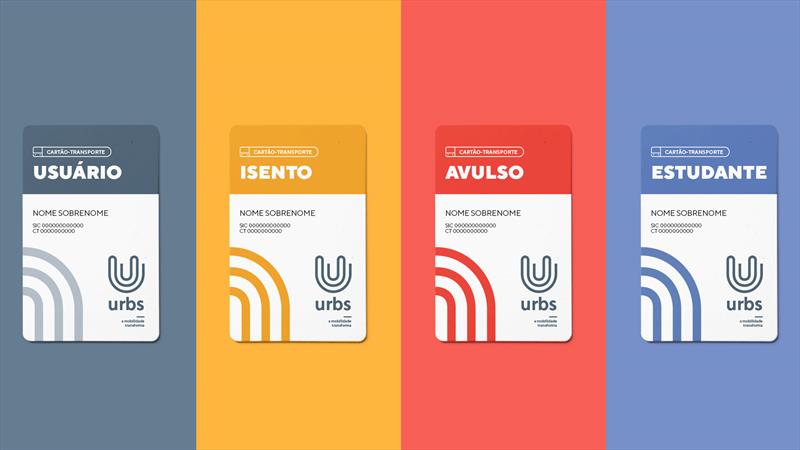 CARTÃO-TRANSPORTE
USUÁRIO
NOME SOBRENOME
SIC 000000000000
CT 0000000000
urbs
a mobilidade
transforma
CARTÃO-TRANSPORTE
ISENTO
NOME SOBRENOME
SIC 000000000000
CT 0000000000
urbs
a mobilidade
transforma
CARTÃO-TRANSPORTE
AVULSO
NOME SOBRENOME
SIC 000000000000
CT 0000000000
urbs
a mobilidade
transforma
CARTÃO-TRANSPORTE
ESTUDANTE
NOME SOBRENOME
SIC 000000000000
CT 0000000000
urbs
a mobilidade
transforma